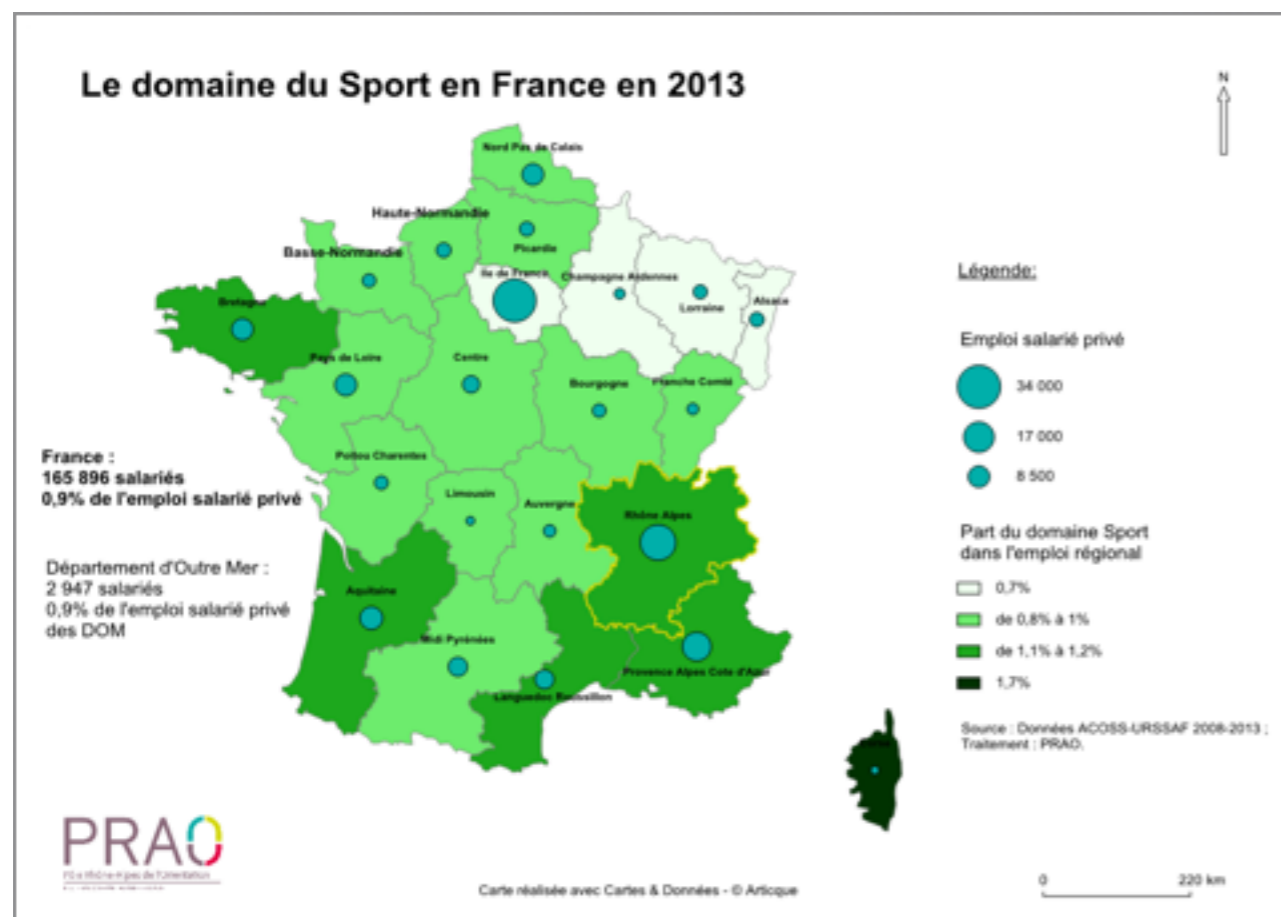 Le domaine du Sport en France en 2013
N
Nord Pas de Calais
Haute-Normandie
Picardie
Basse-Normandie
Ile de France
Champagne Ardennes
Lorraine
Alsace
Bretagne
Pays de Loire
Centre
Bourgogne
Franche Comté
Poitou Charentes
Limousin
Auvergne
Rhône Alpes
Aquitaine
Midi Pyrénées
Languedoc Roussillon
Provence Alpes Cote d'Azur
France :
165 896 salariés
0,9% de l'emploi salarié privé
Département d'Outre Mer :
2 947 salariés
0,9% de l'emploi salarié privé
des DOM
Légende:
Emploi salarié privé
34 000
17 000
8 500
Part du domaine Sport
dans l'emploi régional
0,7%
de 0,8% à 1%
de 1,1% à 1,2%
1,7%
Source : Données ACOSS-URSSAF 2008-2013 ;
Traitement : PRAO.
PRAO
Pôle Rhône-Alpes de l'Orientation
Carte réalisée avec Cartes & Données - © Articque
0
220 km